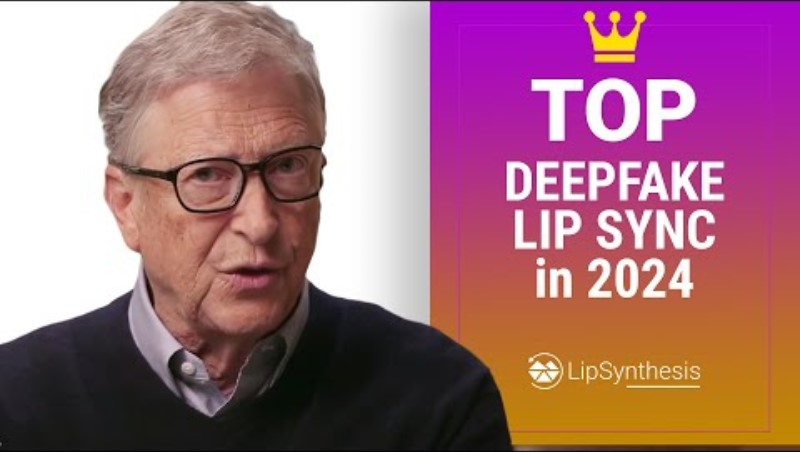 TOP
DEEPFAKE
LIP SYNC
in 2024
LipSynthesis